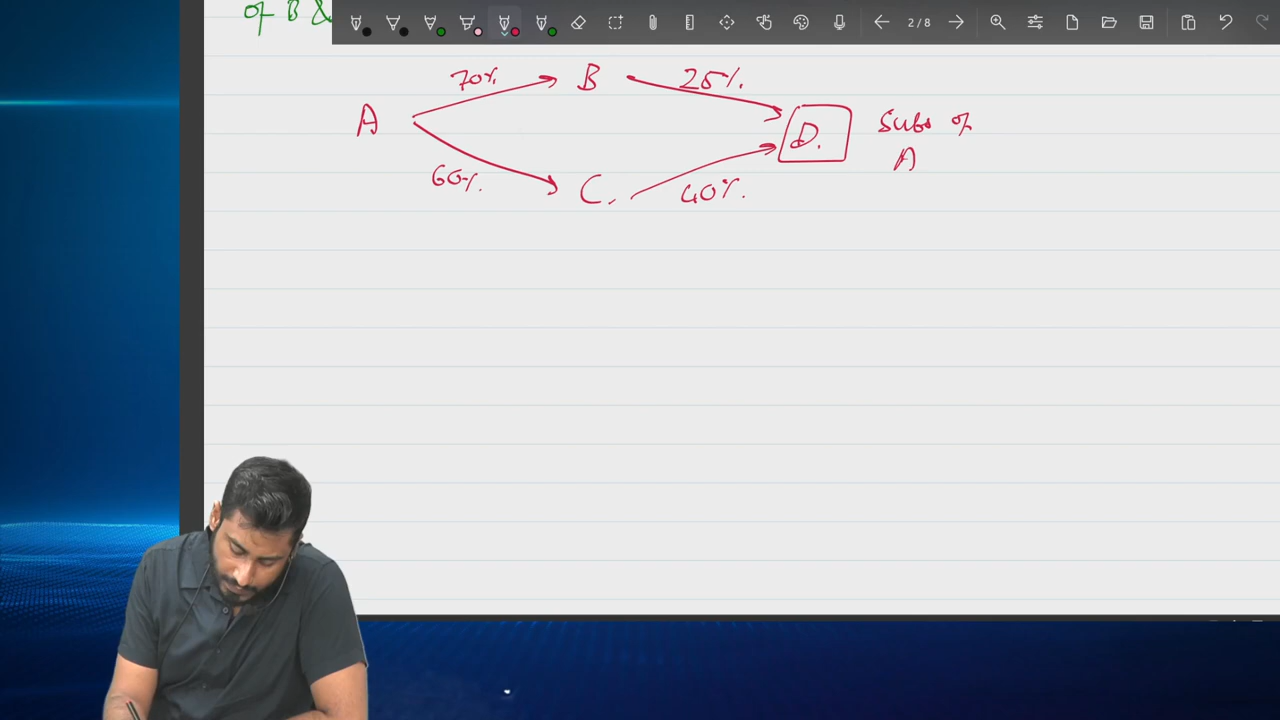 of B &
2/8
70% B 25%
A D. Subs of
A
60% C. 40%